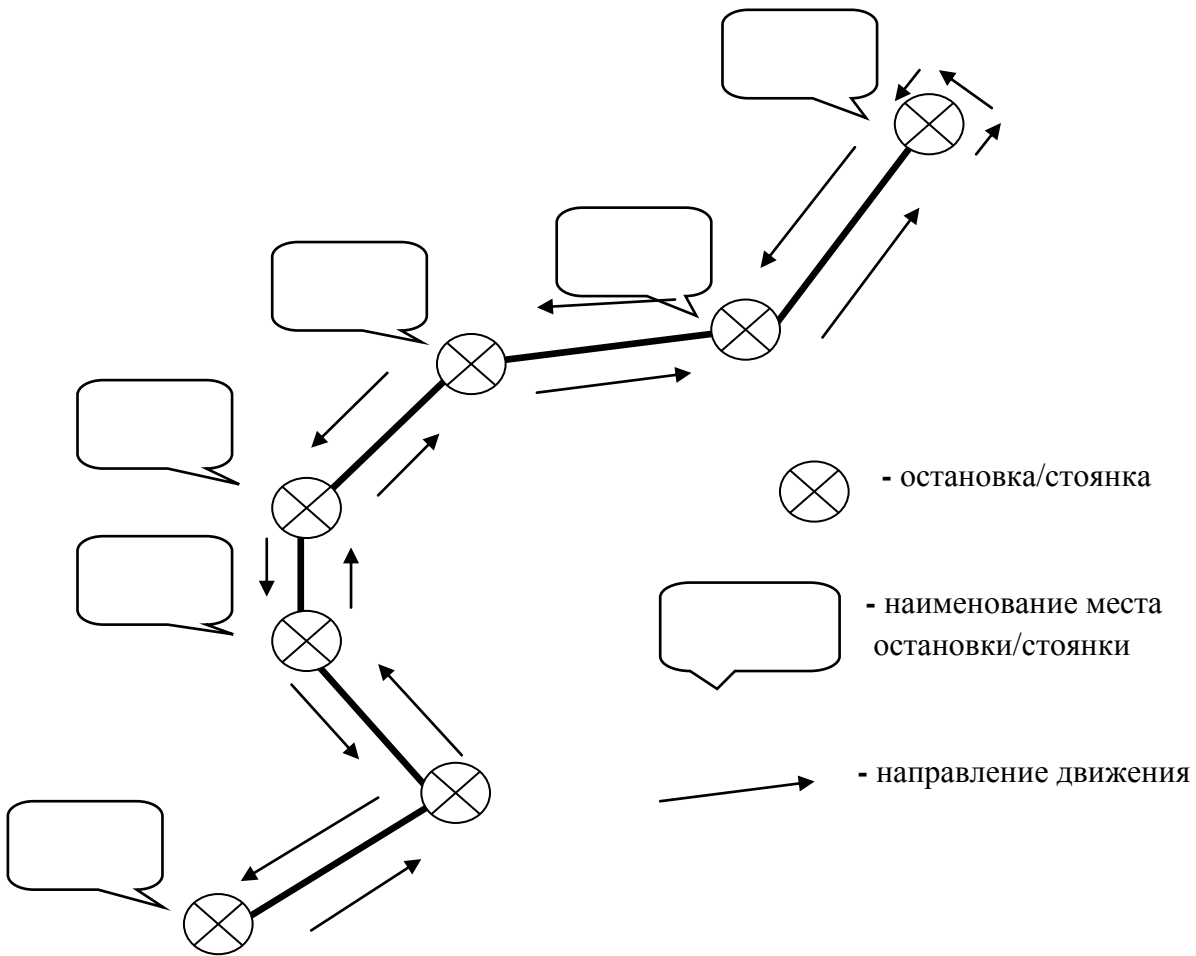 - остановка/стоянка
- наименование места
остановки/стоянки
- направление движения